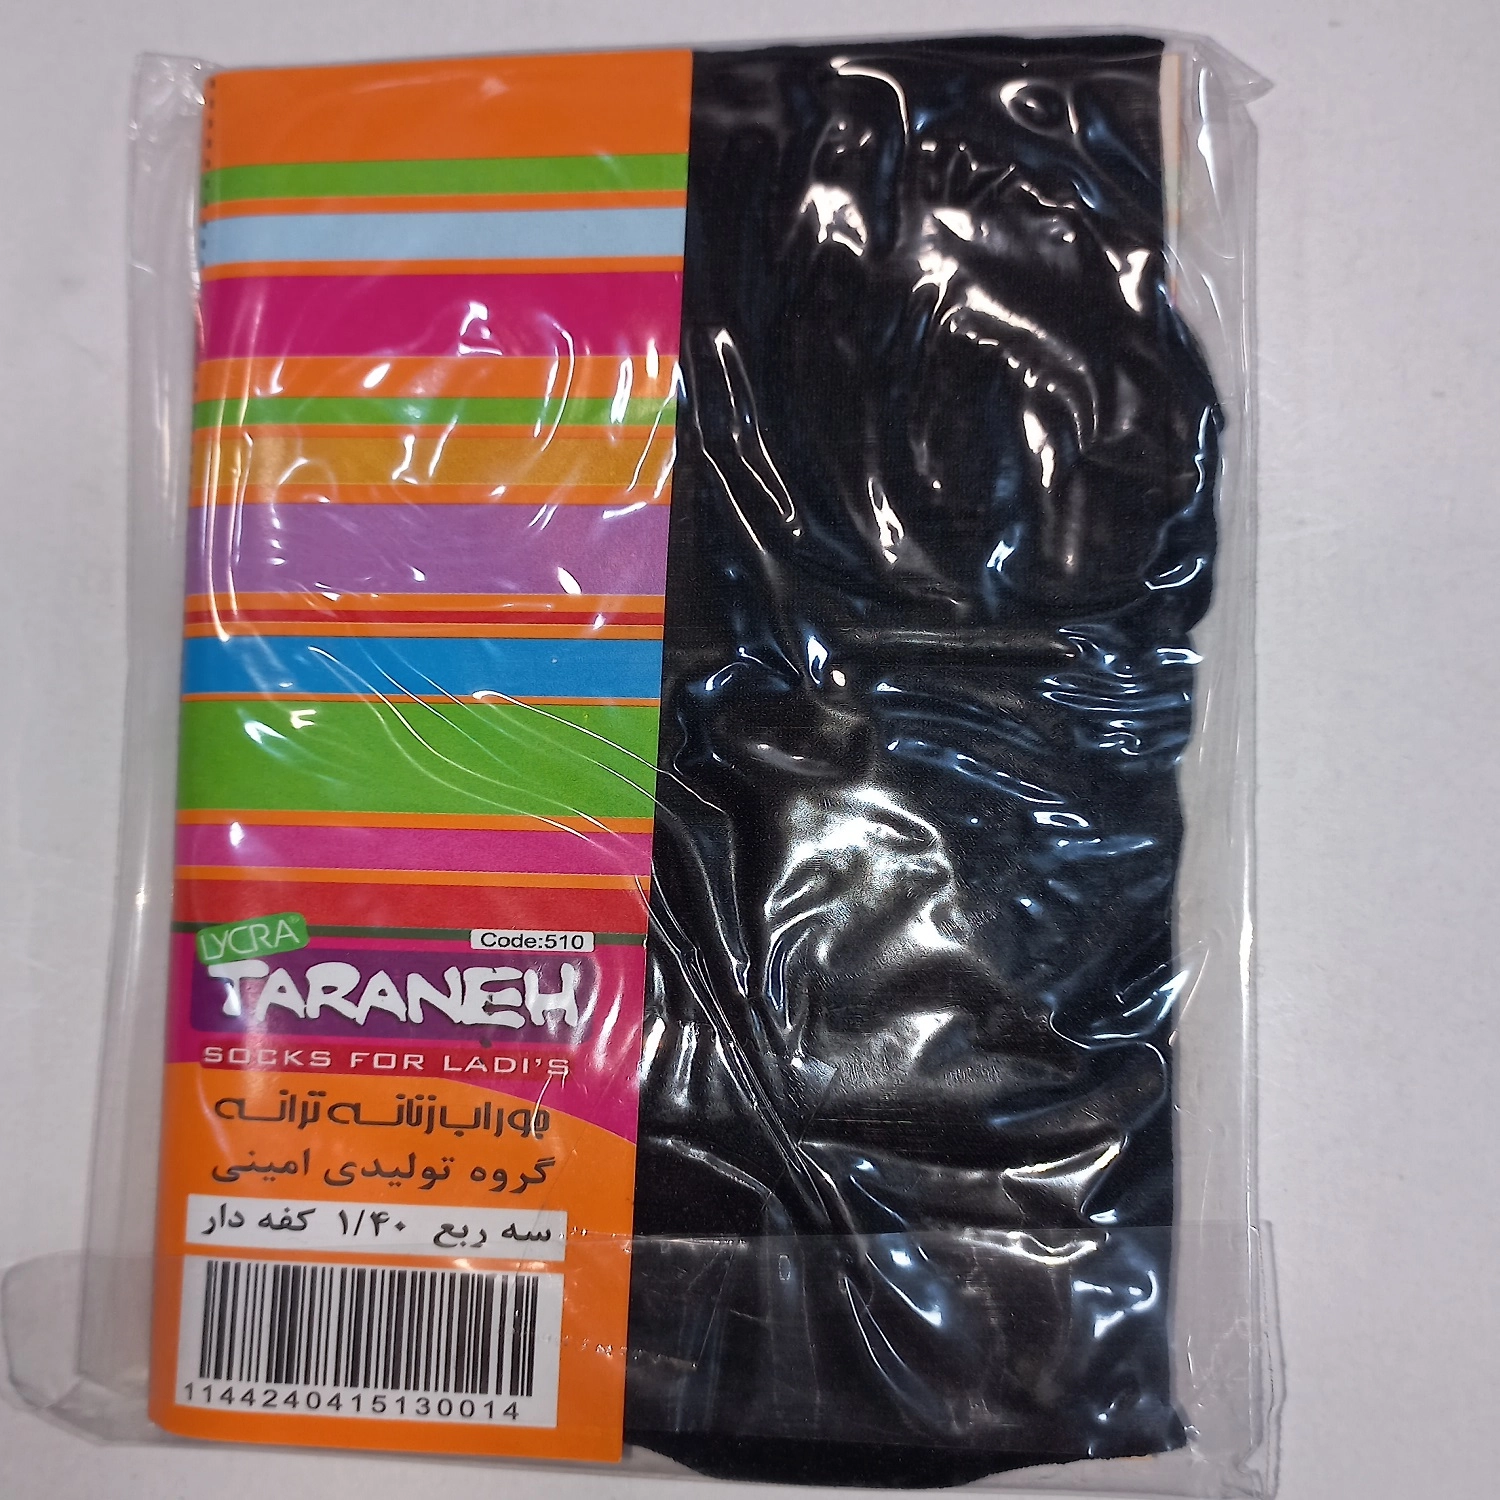 LYCRA
Code:510
TARANEH
SOCKS FOR LADI'S
جوراب زنانه ترانه
گروه تولیدی امینی
سه ربع ۱/۴۰ کفه دار
1144240415130014